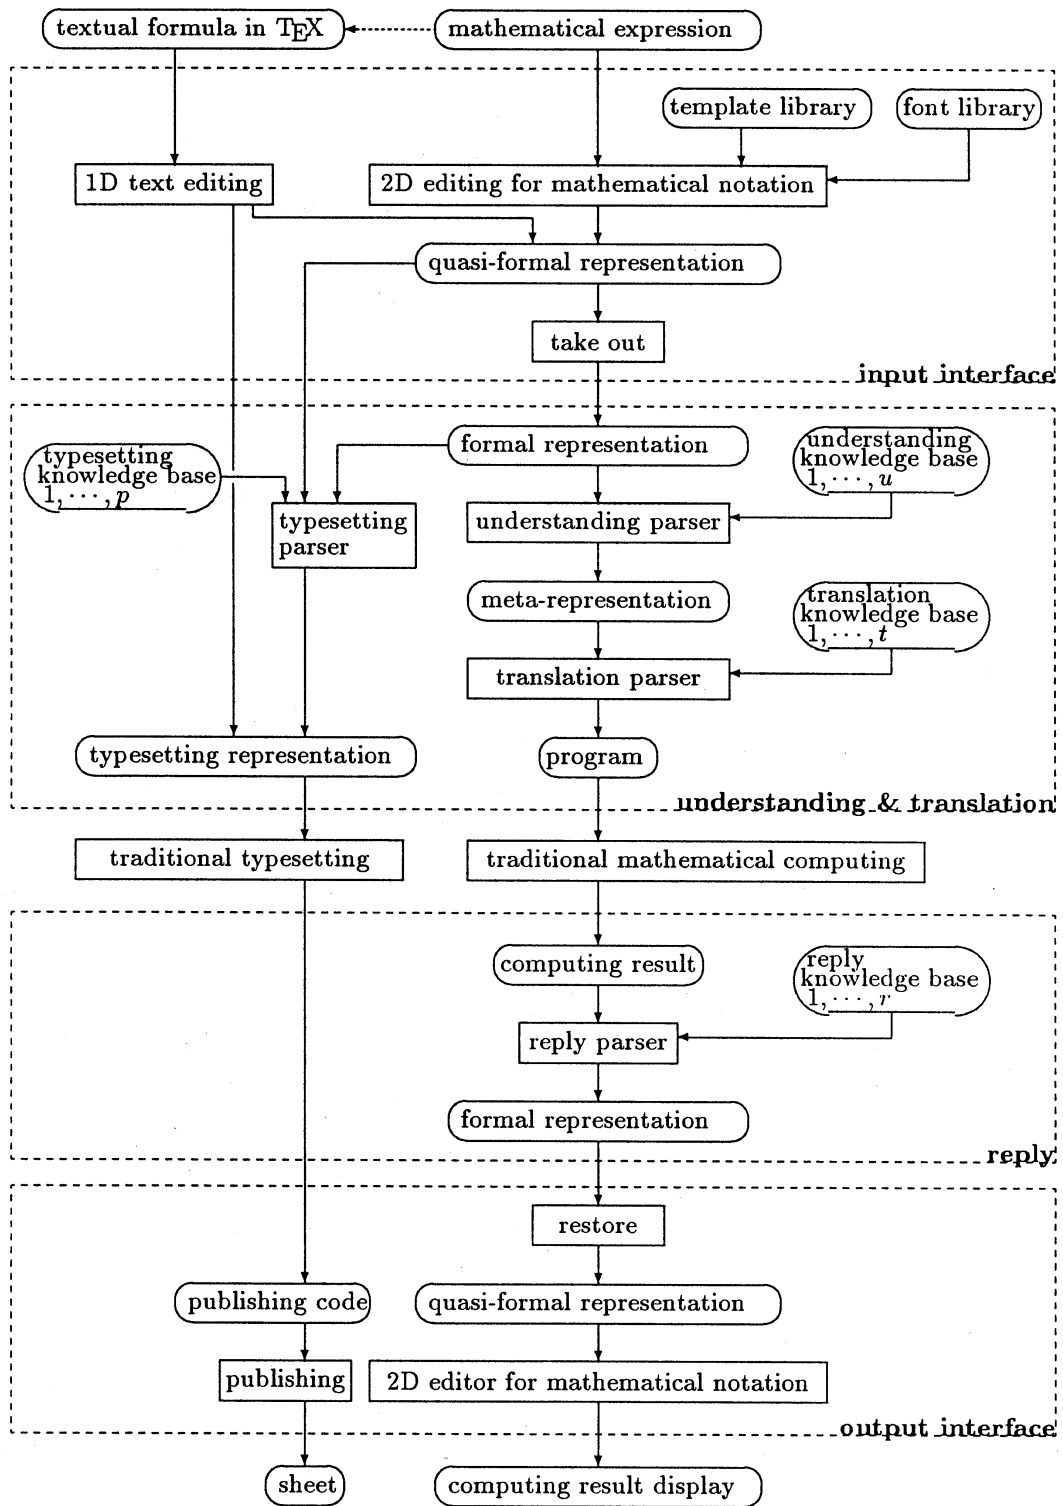 textual formula in TEX
mathematical expression
template library
font library
1D text editing
2D editing for mathematical notation
quasi-formal representation
take out
input interface
typesetting
knowledge base
1, ··· , p
formal representation
understanding
knowledge base
1, ··· , u
typesetting
parser
understanding parser
meta-representation
translation
knowledge base
1, ··· , t
translation parser
typesetting representation
program
understanding & translation
traditional typesetting
traditional mathematical computing
computing result
reply
knowledge base
1, ··· , r
reply parser
formal representation
reply
restore
publishing code
quasi-formal representation
publishing
2D editor for mathematical notation
output interface
sheet
computing result display